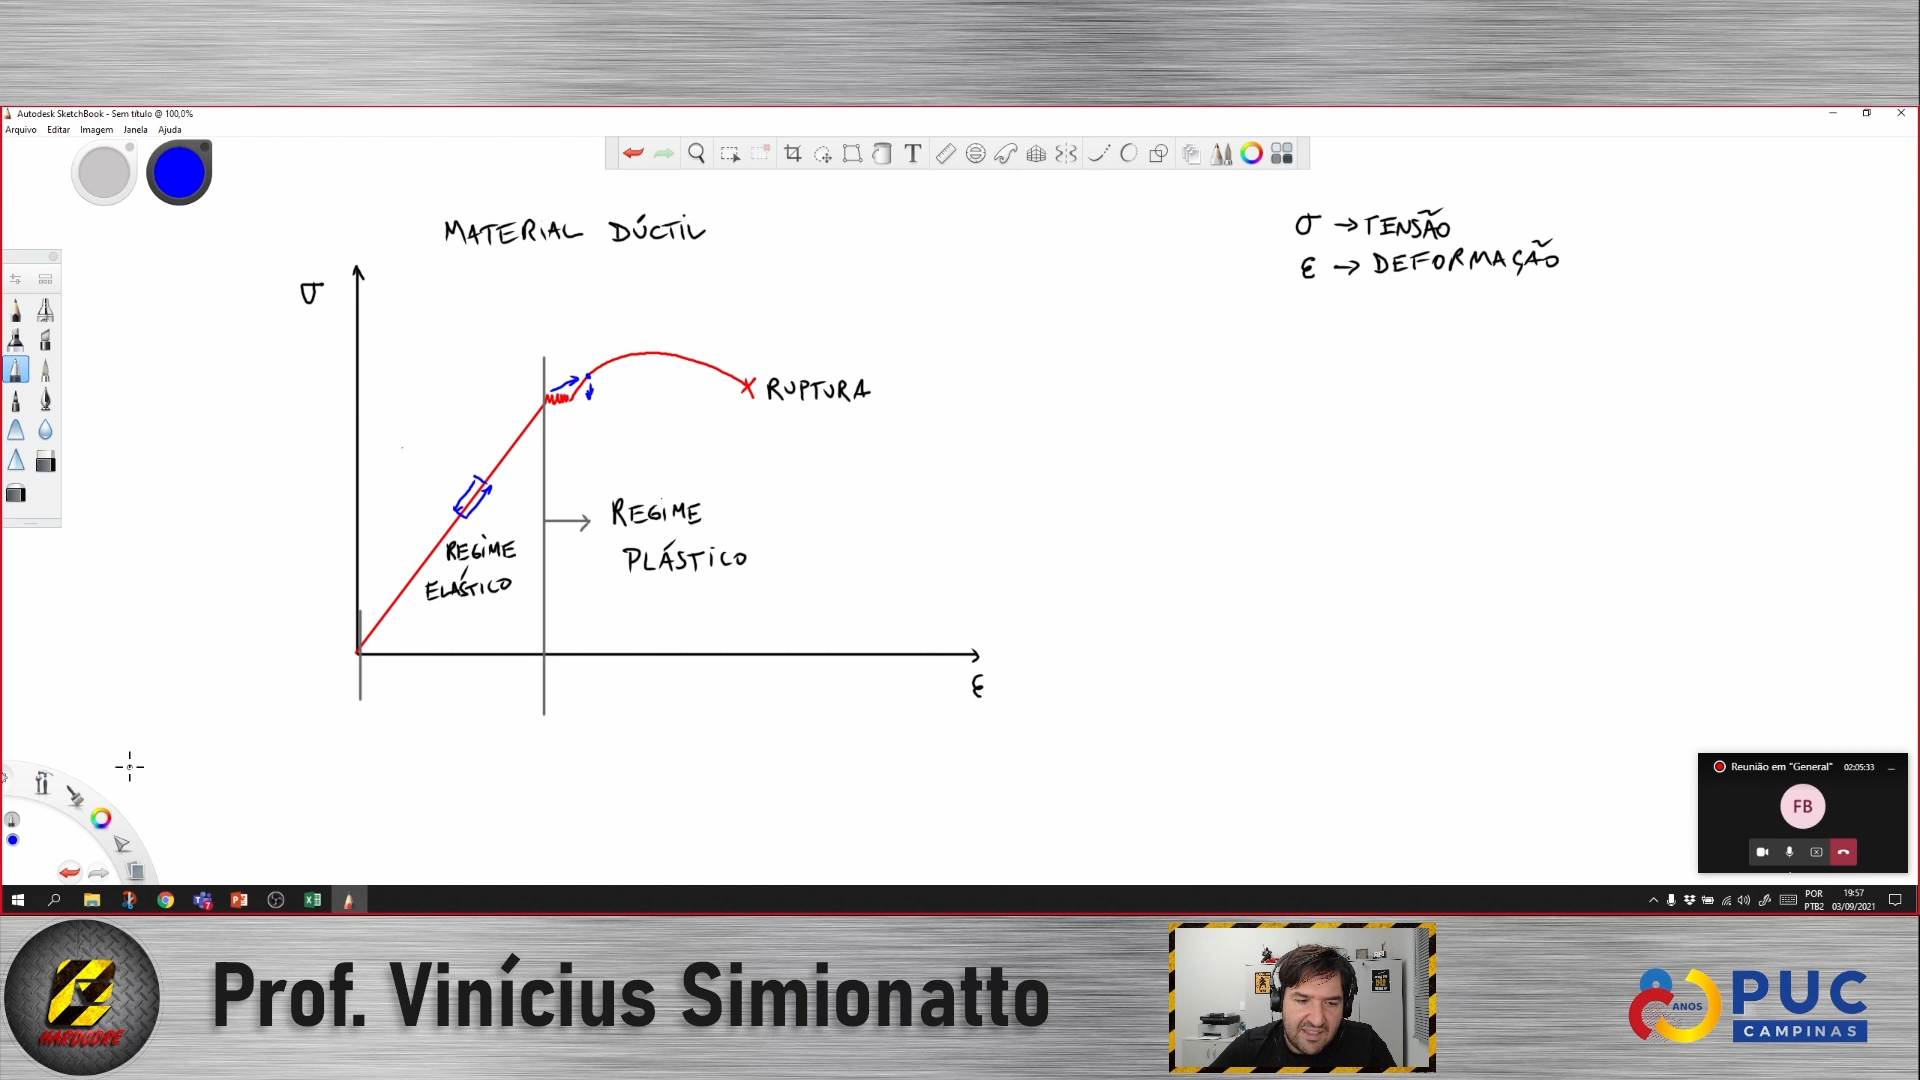 Autodesk SketchBook - Sem título @ 100,0%
Arquivo Editar Imagem Janela Ajuda
MATERIAL DÚCTIL
σ → TENSÃO
ε → DEFORMAÇÃO
σ
RUPTURA
REGIME
PLÁSTICO
REGIME
ELÁSTICO
ε
Reunião em "General" 02:05:33
FB
POR
PTB2
19:57
03/09/2021
HARDCORE
Prof. Vinícius Simionatto
ANOS
PUC
CAMPINAS